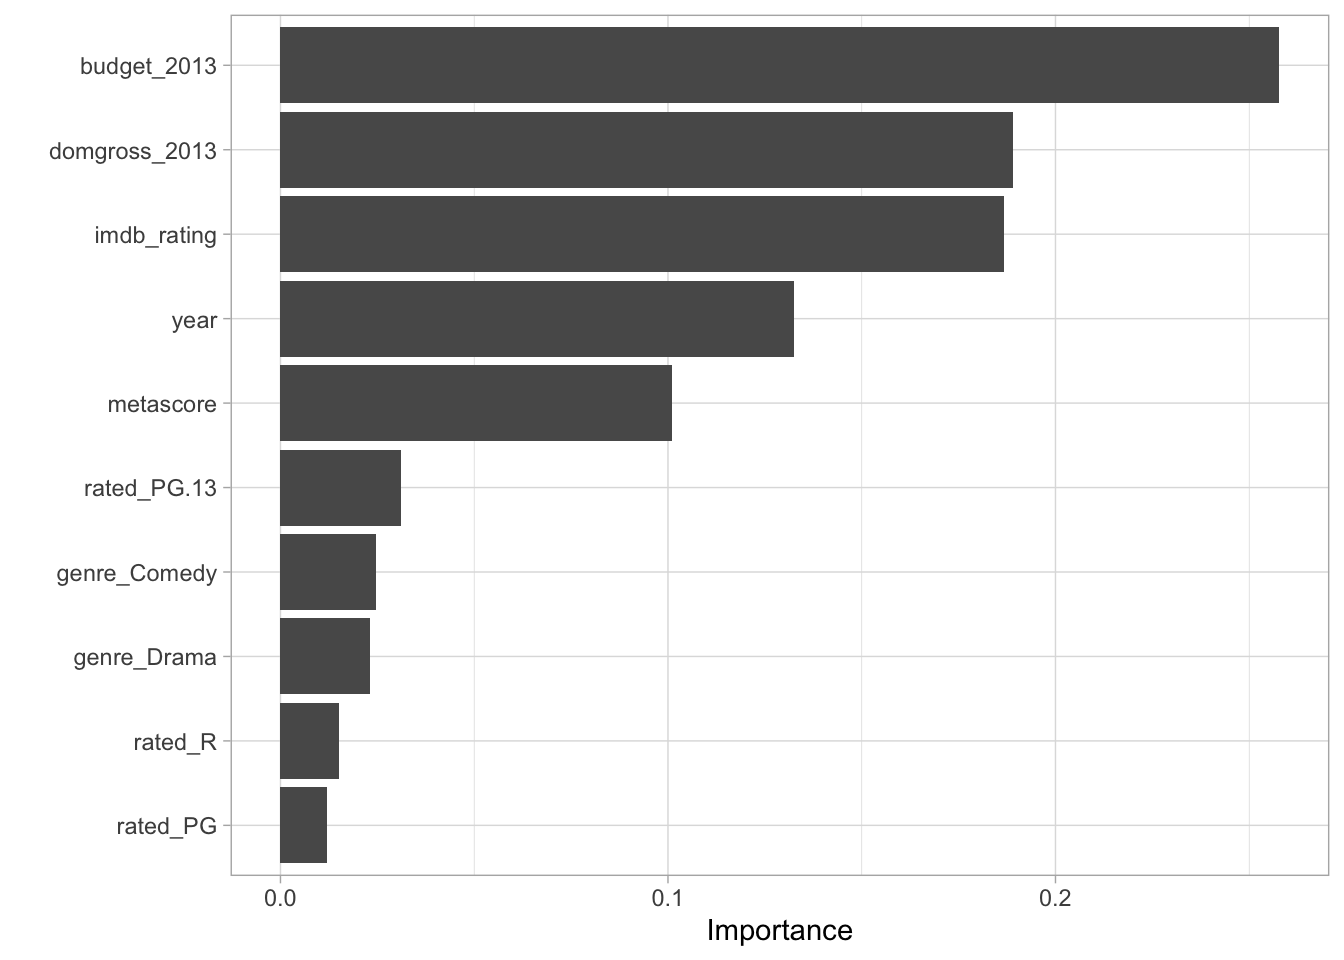 budget_2013
domgross_2013
imdb_rating
year
metascore
rated_PG.13
genre_Comedy
genre_Drama
rated_R
rated_PG
0.0 0.1 0.2
Importance